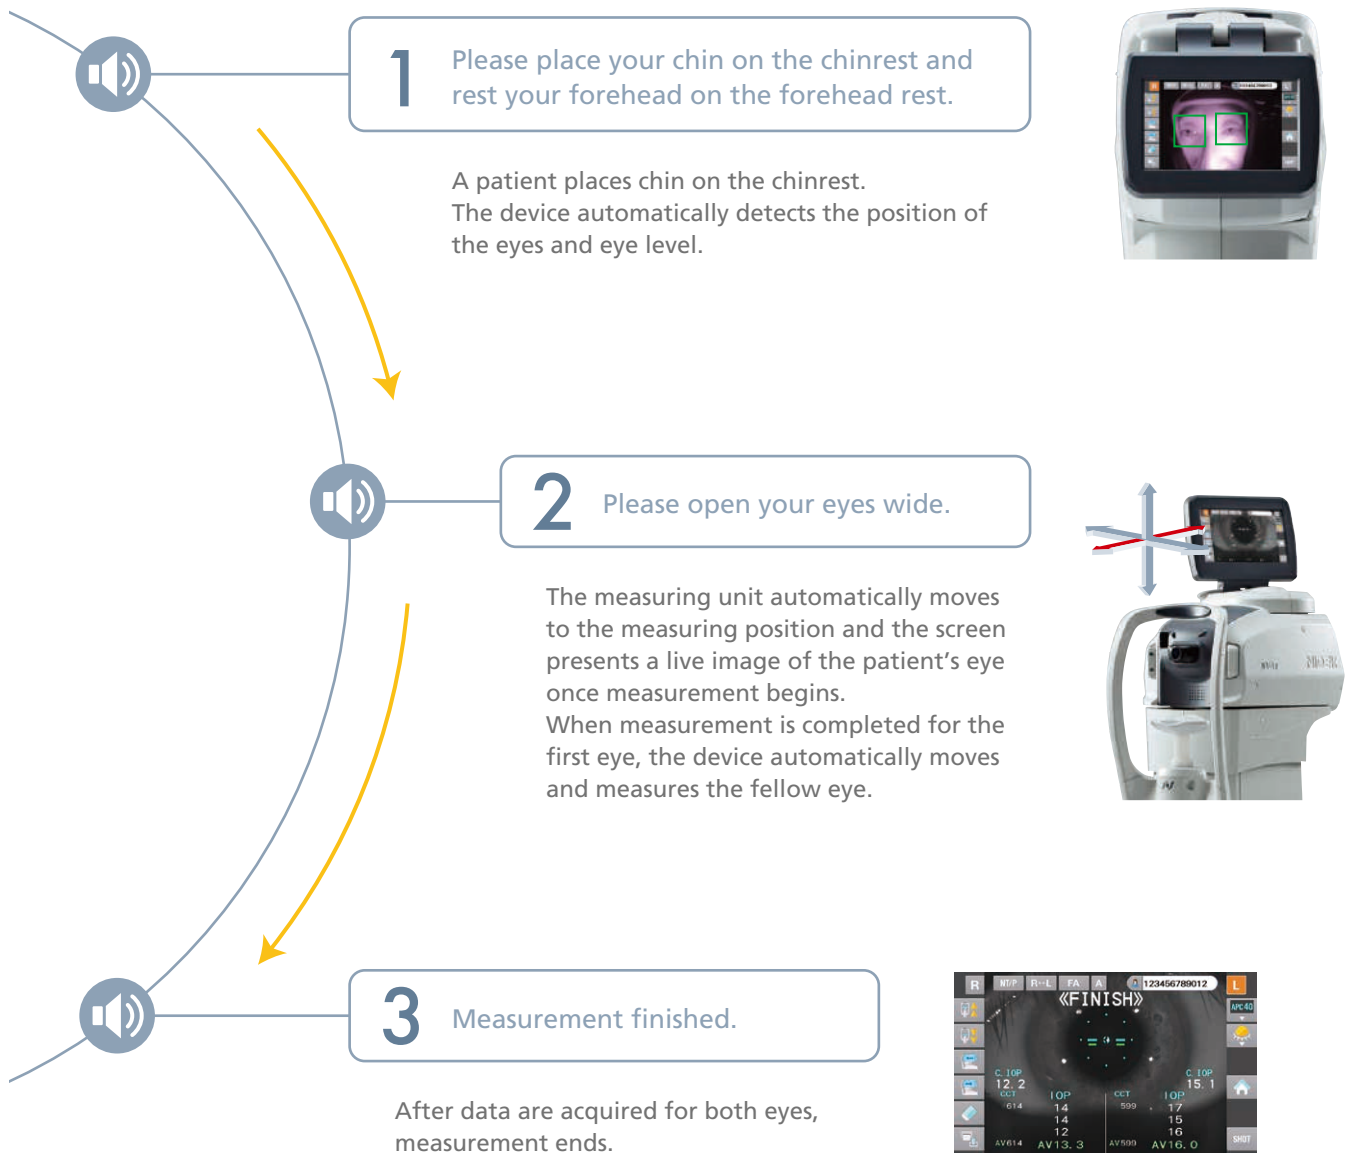 1
Please place your chin on the chinrest and
rest your forehead on the forehead rest.
A patient places chin on the chinrest.
The device automatically detects the position of
the eyes and eye level.
2
Please open your eyes wide.
The measuring unit automatically moves
to the measuring position and the screen
presents a live image of the patient’s eye
once measurement begins.
When measurement is completed for the
first eye, the device automatically moves
and measures the fellow eye.
NIDEK
3
Measurement finished.
After data are acquired for both eyes,
measurement ends.
R NT/P R↔L FA A 123456789012 L
《FINISH》
APC40
C. IOP C. IOP
12. 2 15. 1
CCT IOP CCT IOP
614 14 599 17
14 15
12 16
AV614 AV13. 3 AV599 AV16. 0
SHOT